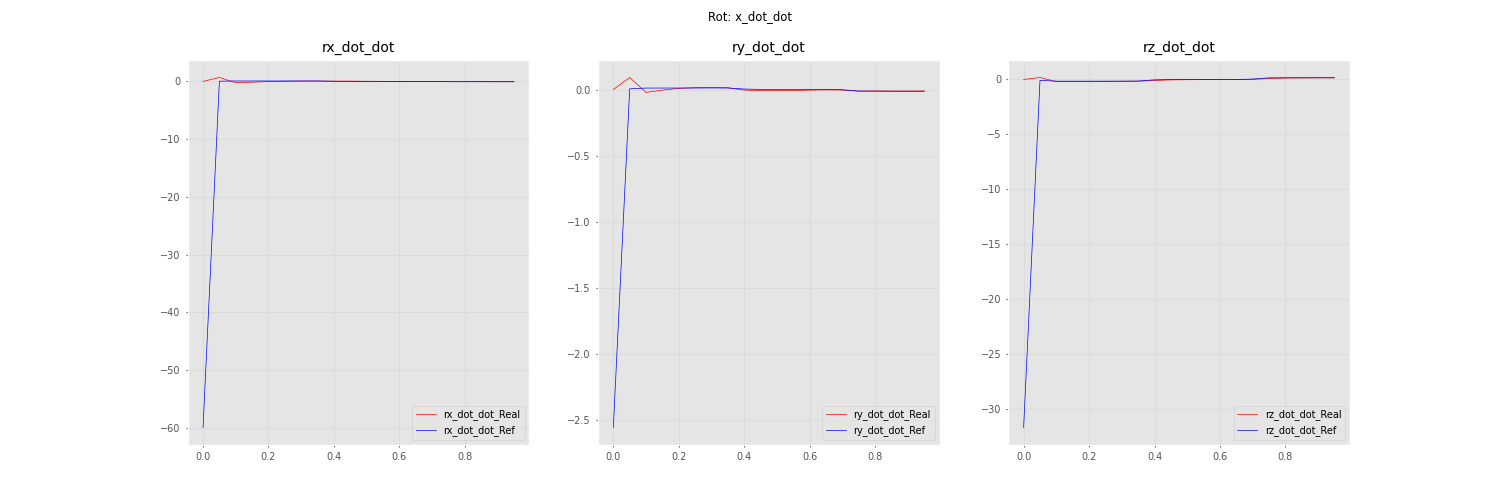 Rot: x_dot_dot
rx_dot_dot
0
−10
−20
−30
−40
−50
−60
0.0 0.2 0.4 0.6 0.8
rx_dot_dot_Real
rx_dot_dot_Ref
ry_dot_dot
0.0
−0.5
−1.0
−1.5
−2.0
−2.5
0.0 0.2 0.4 0.6 0.8
ry_dot_dot_Real
ry_dot_dot_Ref
rz_dot_dot
0
−5
−10
−15
−20
−25
−30
0.0 0.2 0.4 0.6 0.8
rz_dot_dot_Real
rz_dot_dot_Ref